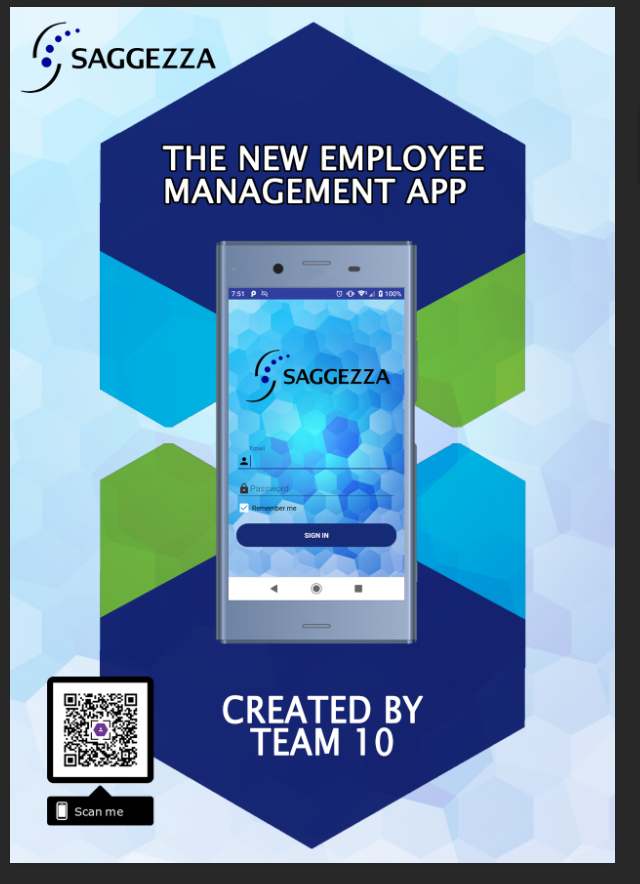 SAGGEZZA
THE NEW EMPLOYEE
MANAGEMENT APP
7:51
100%
SAGGEZZA
Email
Password
Remember me
SIGN IN
CREATED BY
TEAM 10
Scan me